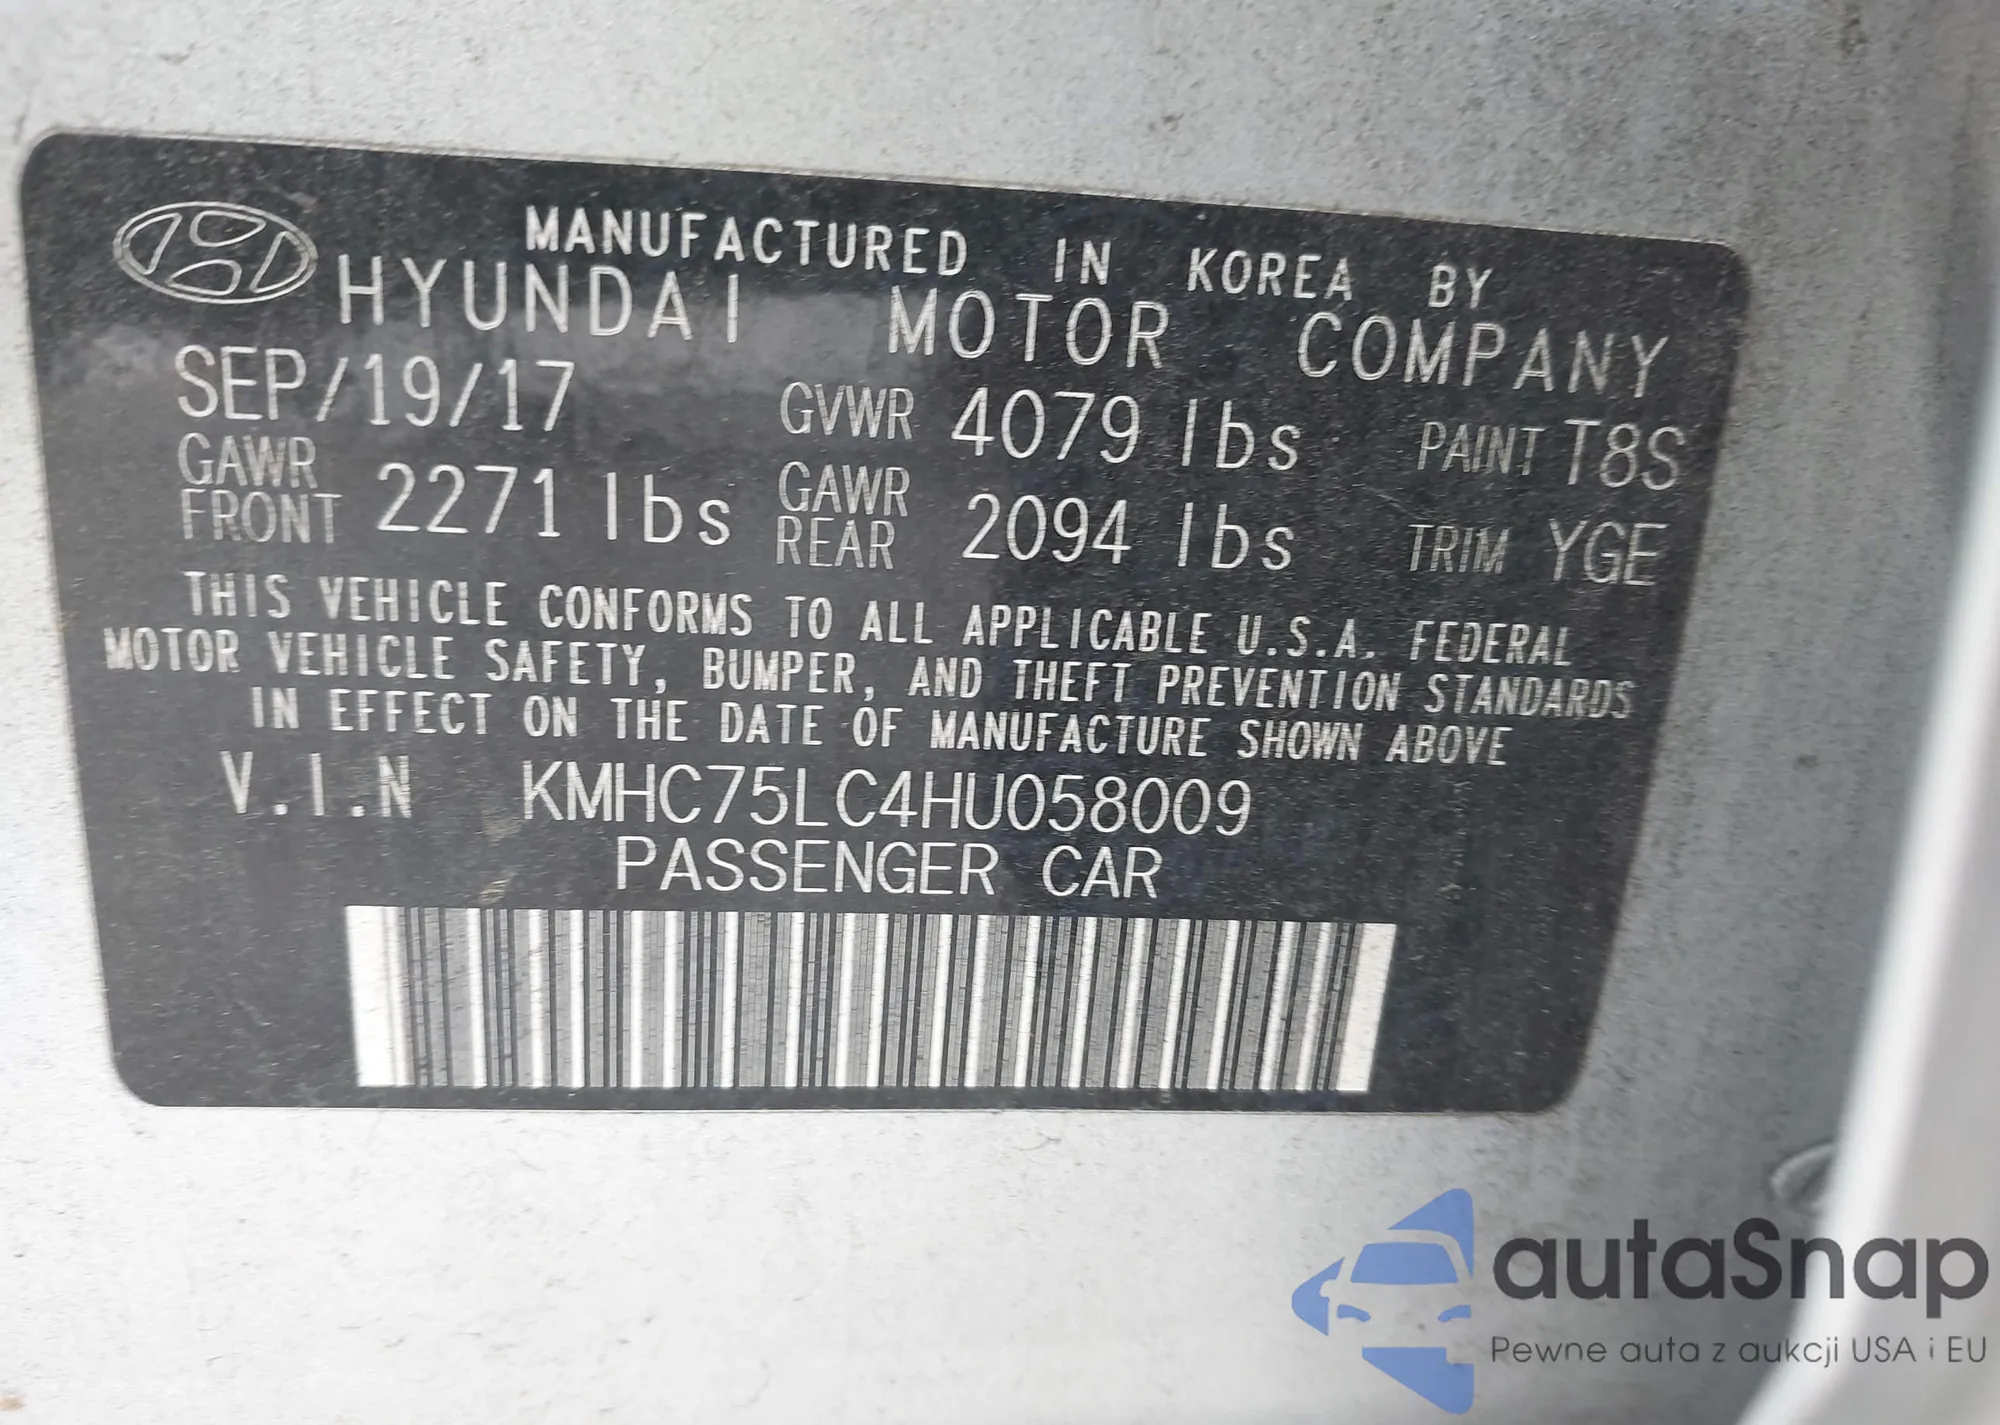 MANUFACTURED IN KOREA BY
HYUNDAI MOTOR COMPANY
SEP/19/17 GVWR 4079 lbs PAINT T8S
GAWR FRONT 2271 lbs GAWR REAR 2094 lbs TRIM YGE
THIS VEHICLE CONFORMS TO ALL APPLICABLE U.S.A. FEDERAL
MOTOR VEHICLE SAFETY, BUMPER, AND THEFT PREVENTION STANDARDS
IN EFFECT ON THE DATE OF MANUFACTURE SHOWN ABOVE
V.I.N KMHC75LC4HU058009
PASSENGER CAR
autaSnap
Pewne auta z aukcji USA i EU